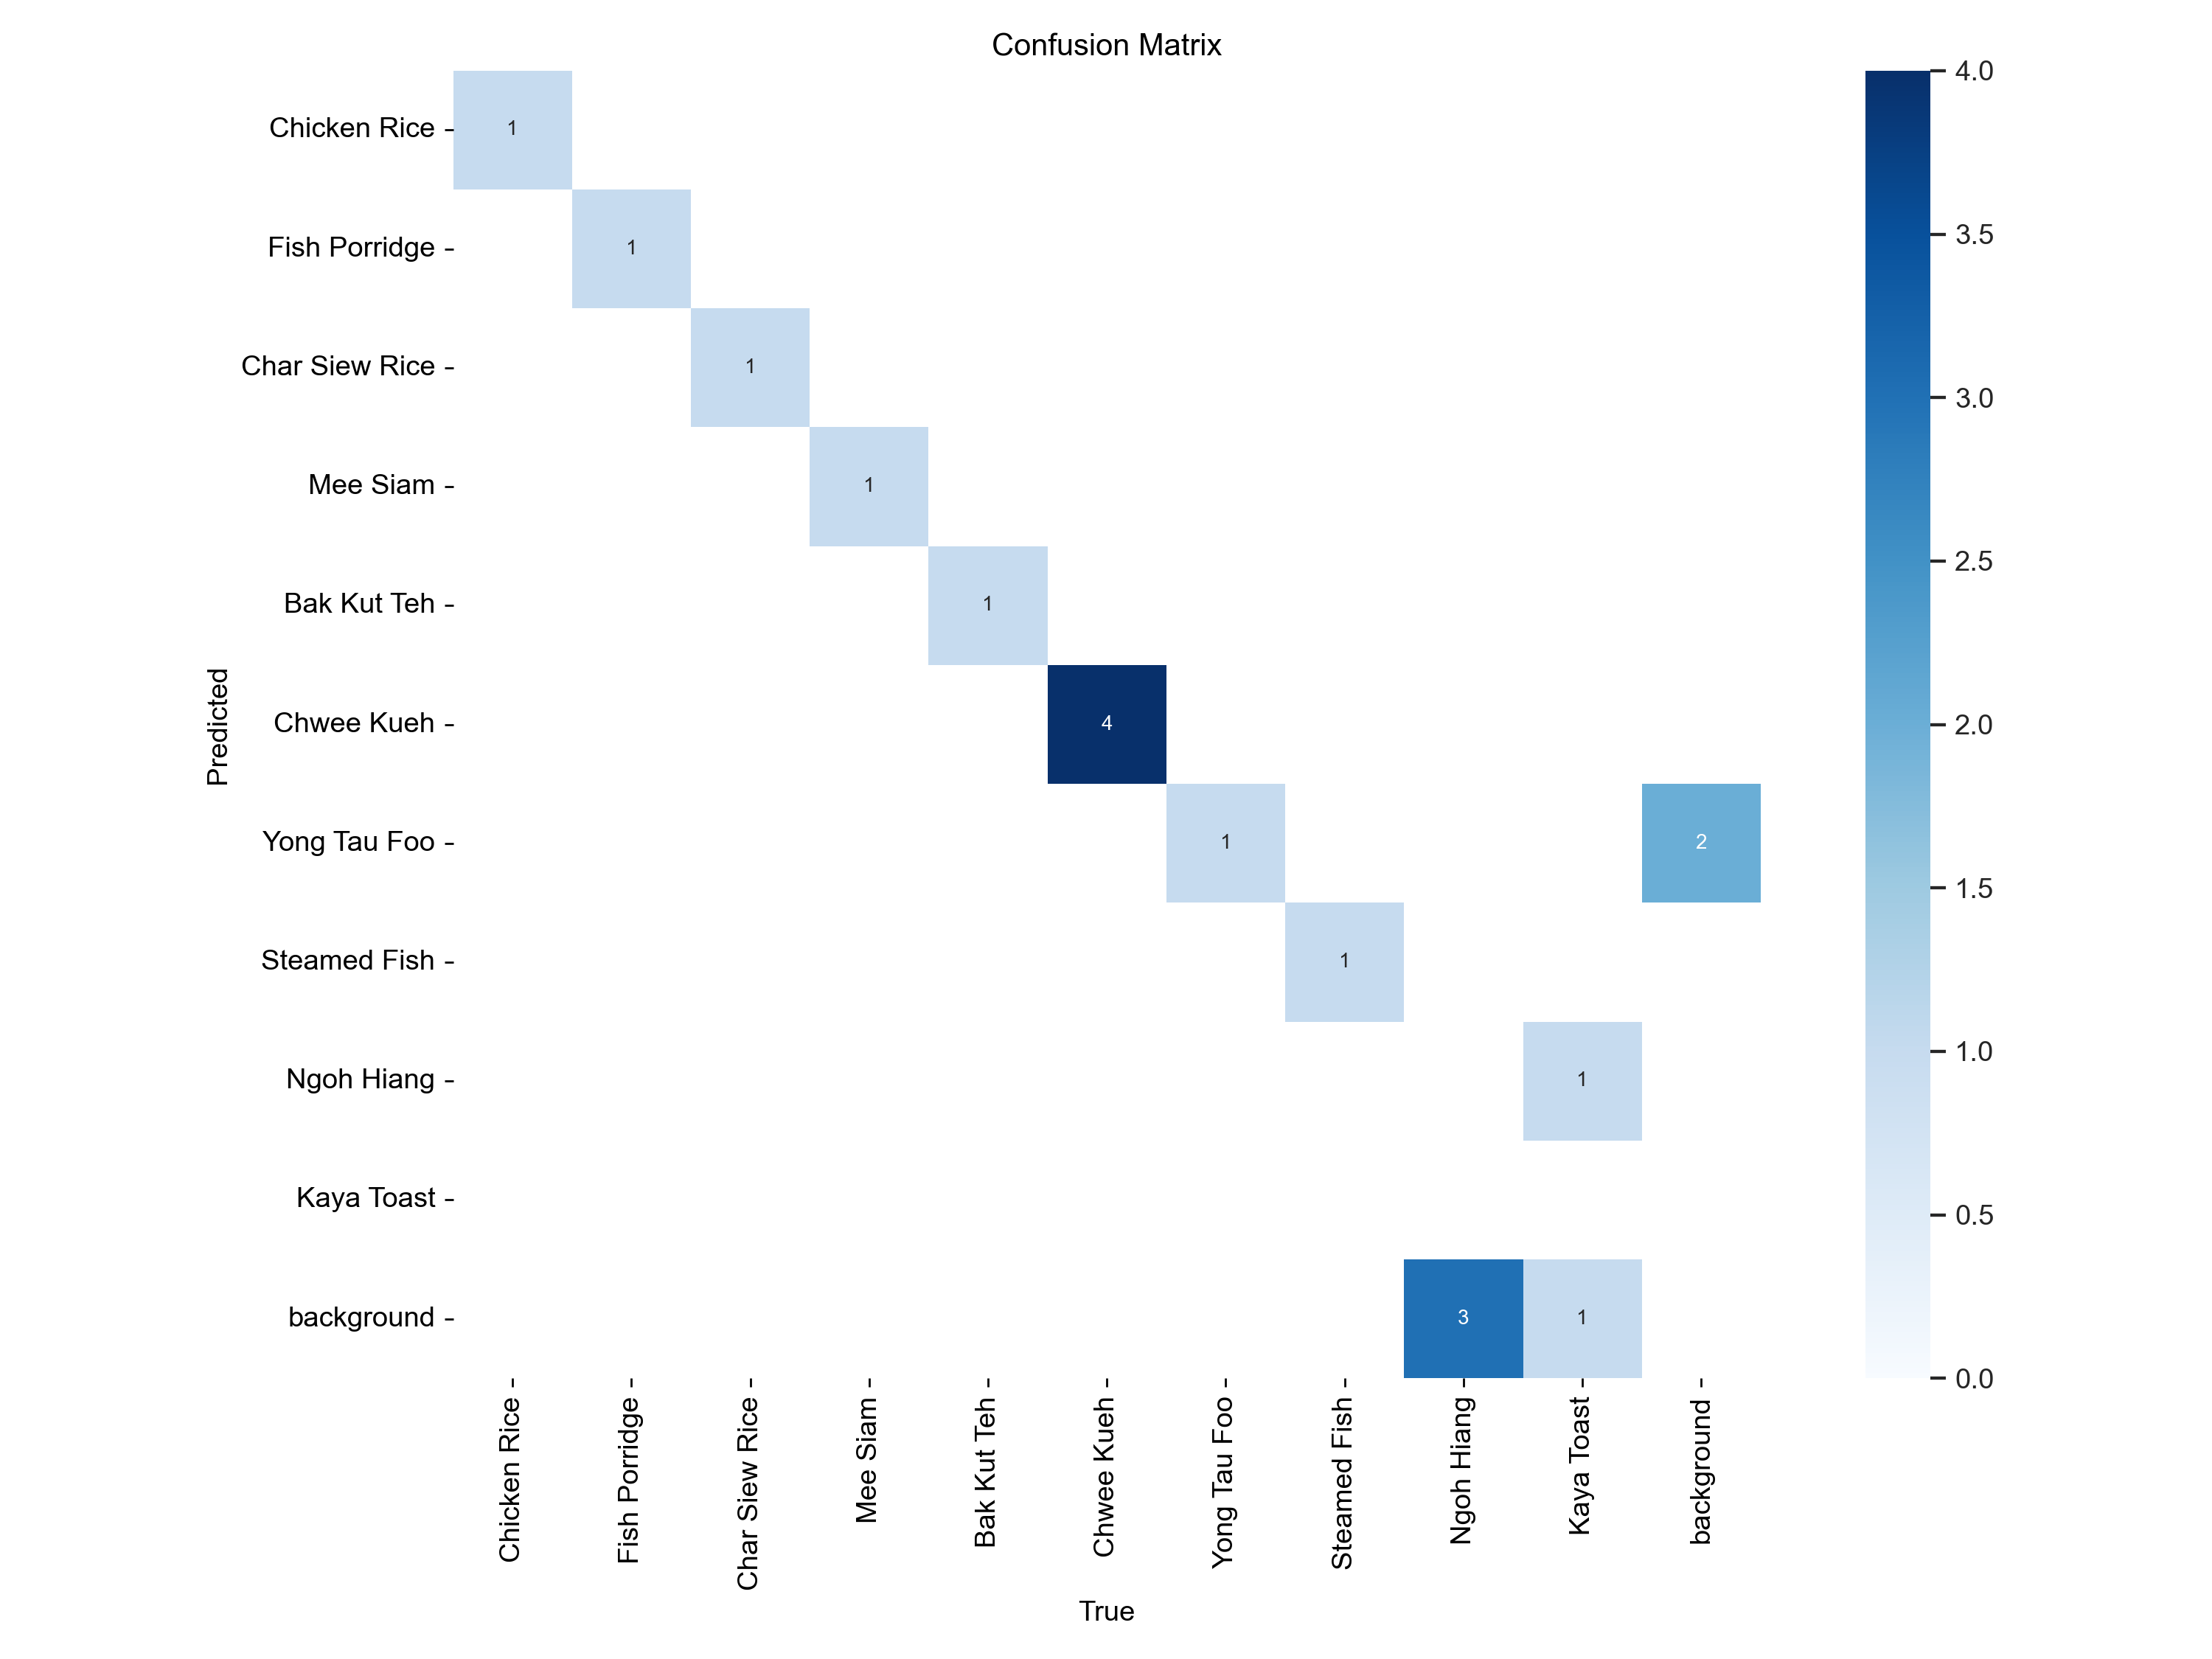 Confusion Matrix
Predicted
Chicken Rice
Fish Porridge
Char Siew Rice
Mee Siam
Bak Kut Teh
Chwee Kueh
Yong Tau Foo
Steamed Fish
Ngoh Hiang
Kaya Toast
background
1
1
1
1
1
4
1
2
1
1
3
1
Chicken Rice
Fish Porridge
Char Siew Rice
Mee Siam
Bak Kut Teh
Chwee Kueh
Yong Tau Foo
Steamed Fish
Ngoh Hiang
Kaya Toast
background
True
4.0
3.5
3.0
2.5
2.0
1.5
1.0
0.5
0.0